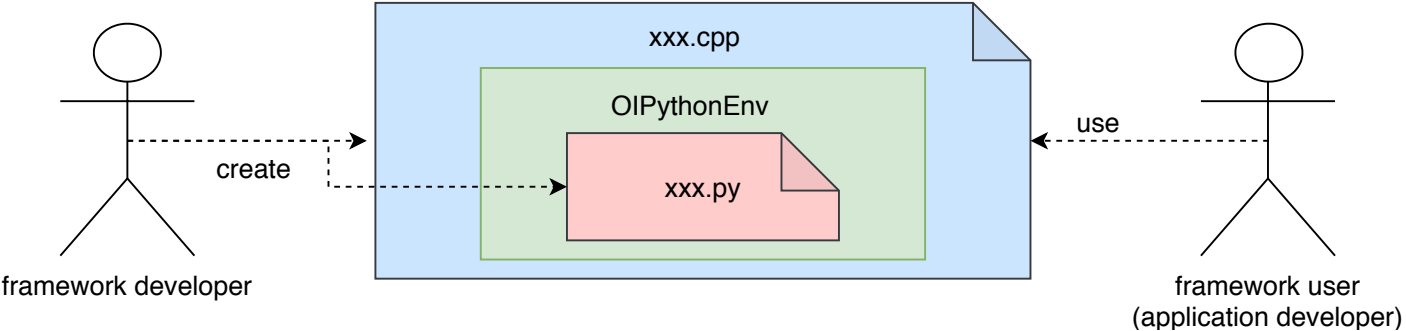 xxx.cpp
OIPythonEnv
use
create
xxx.py
framework developer
framework user
(application developer)